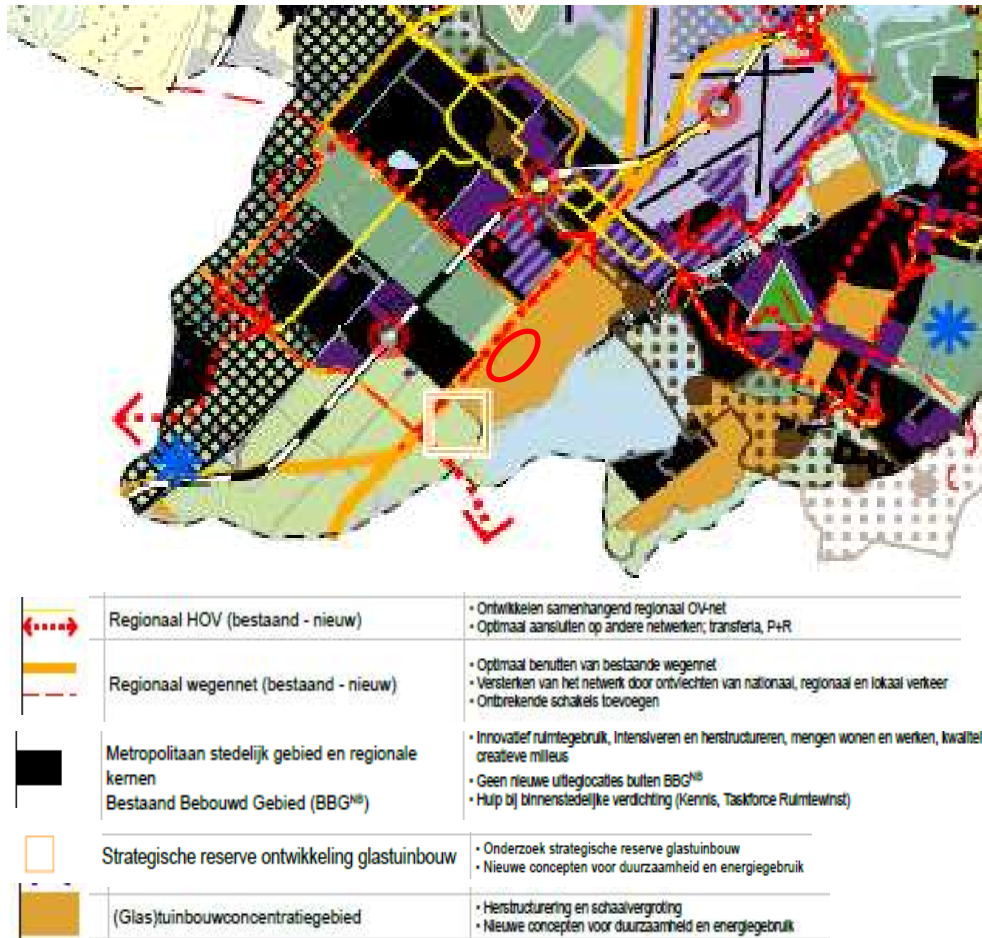 Regionaal HOV (bestaand - nieuw)
• Ontwikkelen samenhangend regionaal OV-net
• Optimaal aansluiten op andere netwerken; transferia, P+R
Regionaal wegennet (bestaand - nieuw)
• Optimaal benutten van bestaande wegennet
• Versterken van het netwerk door ontvlechten van nationaal, regionaal en lokaal verkeer
• Ontbrekende schakels toevoegen
Metropolitaan stedelijk gebied en regionale
kernen
Bestaand Bebouwd Gebied (BBGᴺᴮ)
• Innovatief ruimtegebruik, intensiveren en herstructureren, mengen wonen en werken, kwalitei
creatieve milieus
• Geen nieuwe uitleglocaties buiten BBGᴺᴮ
• Hulp bij binnenstedelijke verdichting (Kennis, Taskforce Ruimtewinst)
Strategische reserve ontwikkeling glastuinbouw
• Onderzoek strategische reserve glastuinbouw
• Nieuwe concepten voor duurzaamheid en energiegebruik
(Glas)tuinbouwconcentratiegebied
• Herstructurering en schaalvergroting
• Nieuwe concepten voor duurzaamheid en energiegebruik